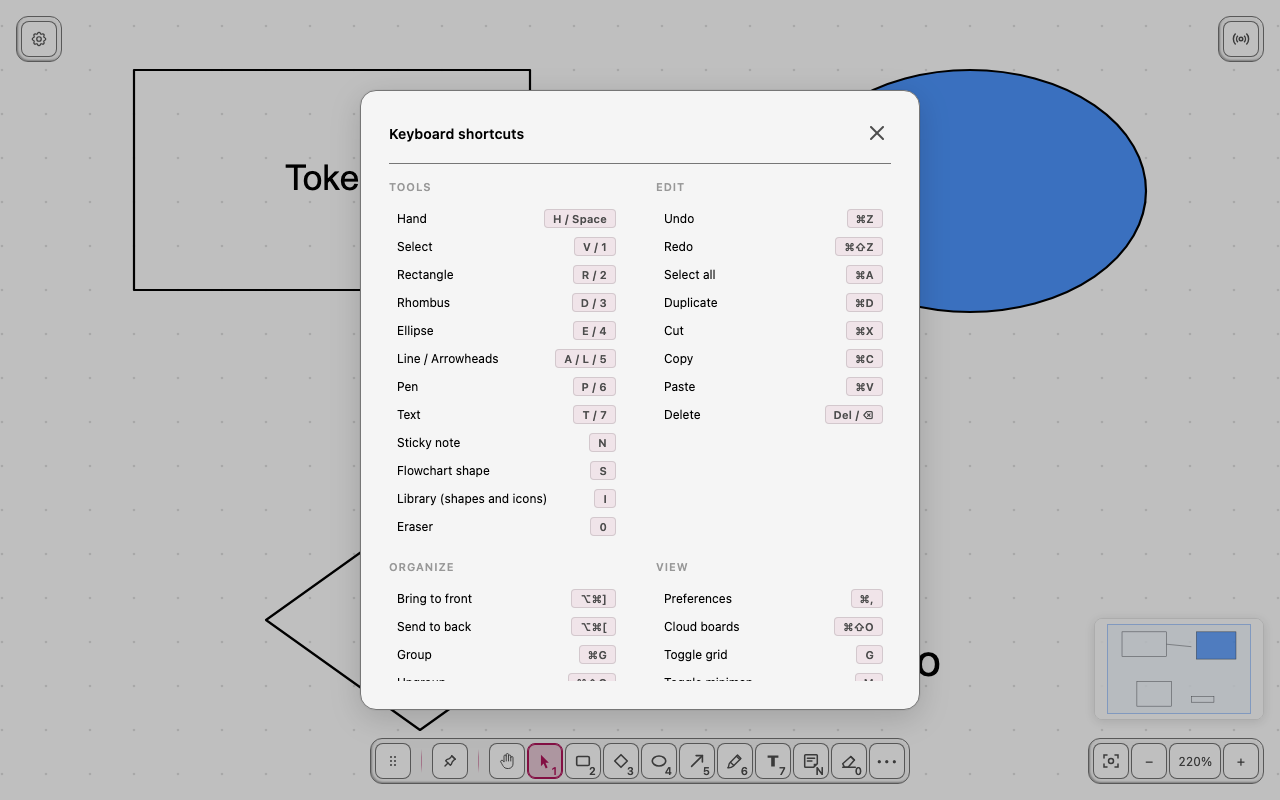 Keyboard shortcuts
TOOLS
Hand H / Space
Select V / 1
Rectangle R / 2
Rhombus D / 3
Ellipse E / 4
Line / Arrowheads A / L / 5
Pen P / 6
Text T / 7
Sticky note N
Flowchart shape S
Library (shapes and icons) I
Eraser 0
EDIT
Undo ⌘Z
Redo ⌘⇧Z
Select all ⌘A
Duplicate ⌘D
Cut ⌘X
Copy ⌘C
Paste ⌘V
Delete Del / ⌫
ORGANIZE
Bring to front ⌥⌘]
Send to back ⌥⌘[
Group ⌘G
VIEW
Preferences ⌘,
Cloud boards ⌘⇧O
Toggle grid G
Toke
o
1
2
3
4
5
6
T 7
N
0
− 220% +